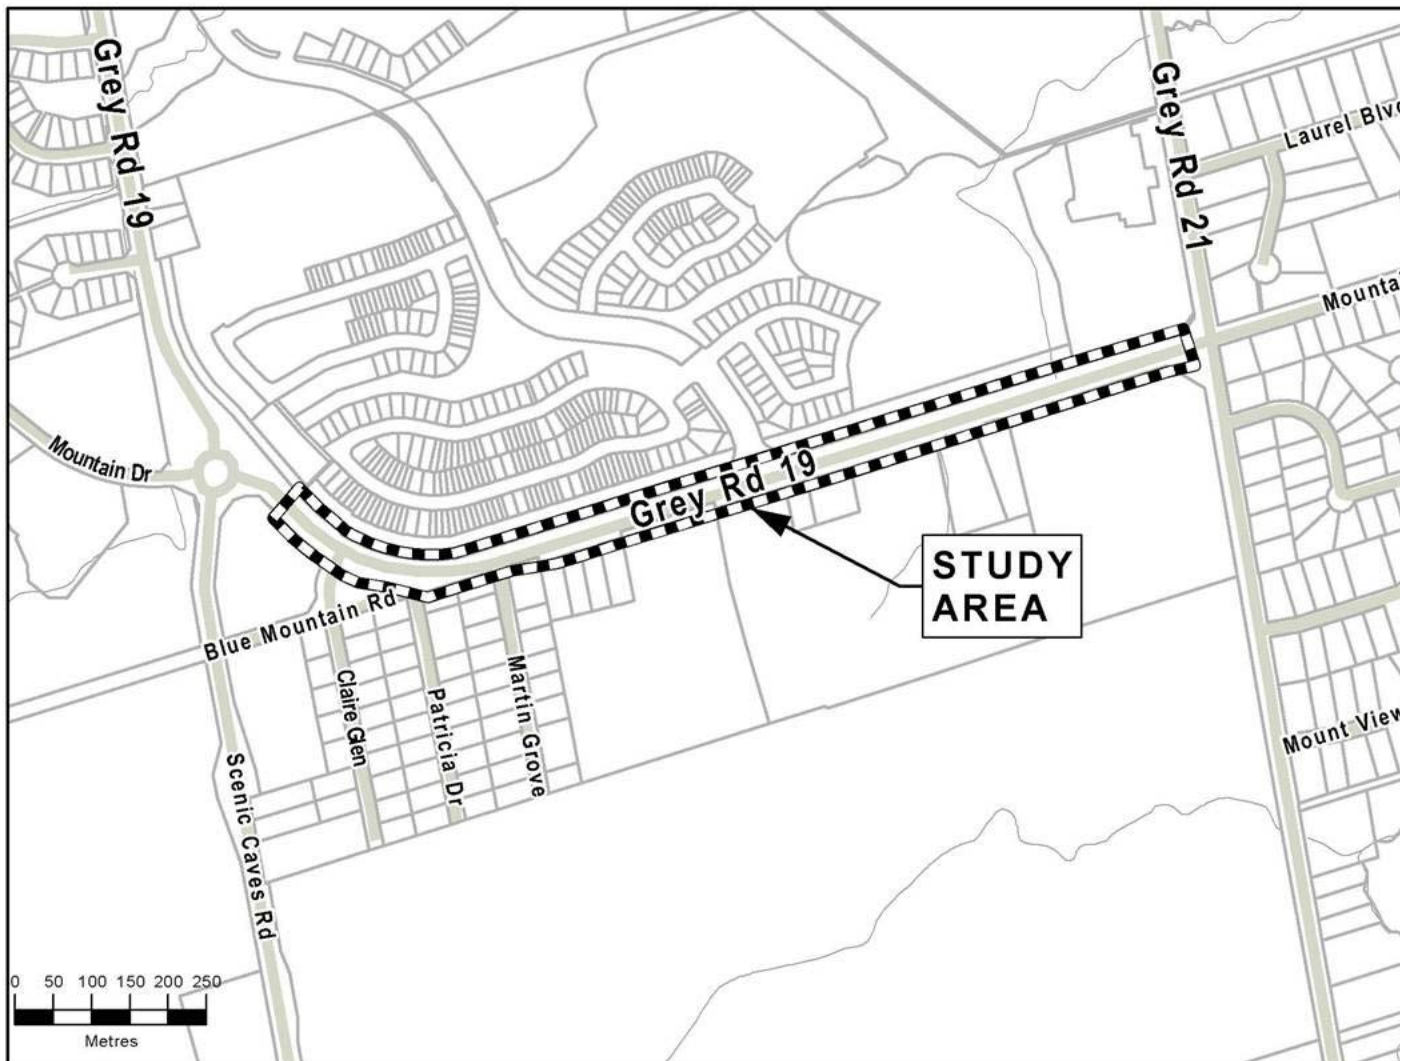 Grey Rd 19
Grey Rd 21
Laurel Blvd
Mounta
Mountain Dr
Grey Rd 19
STUDY
AREA
Blue Mountain Rd
Claire Glen
Patricia Dr
Martin Grove
Mount View
Scenic Caves Rd
0 50 100 150 200 250
Metres